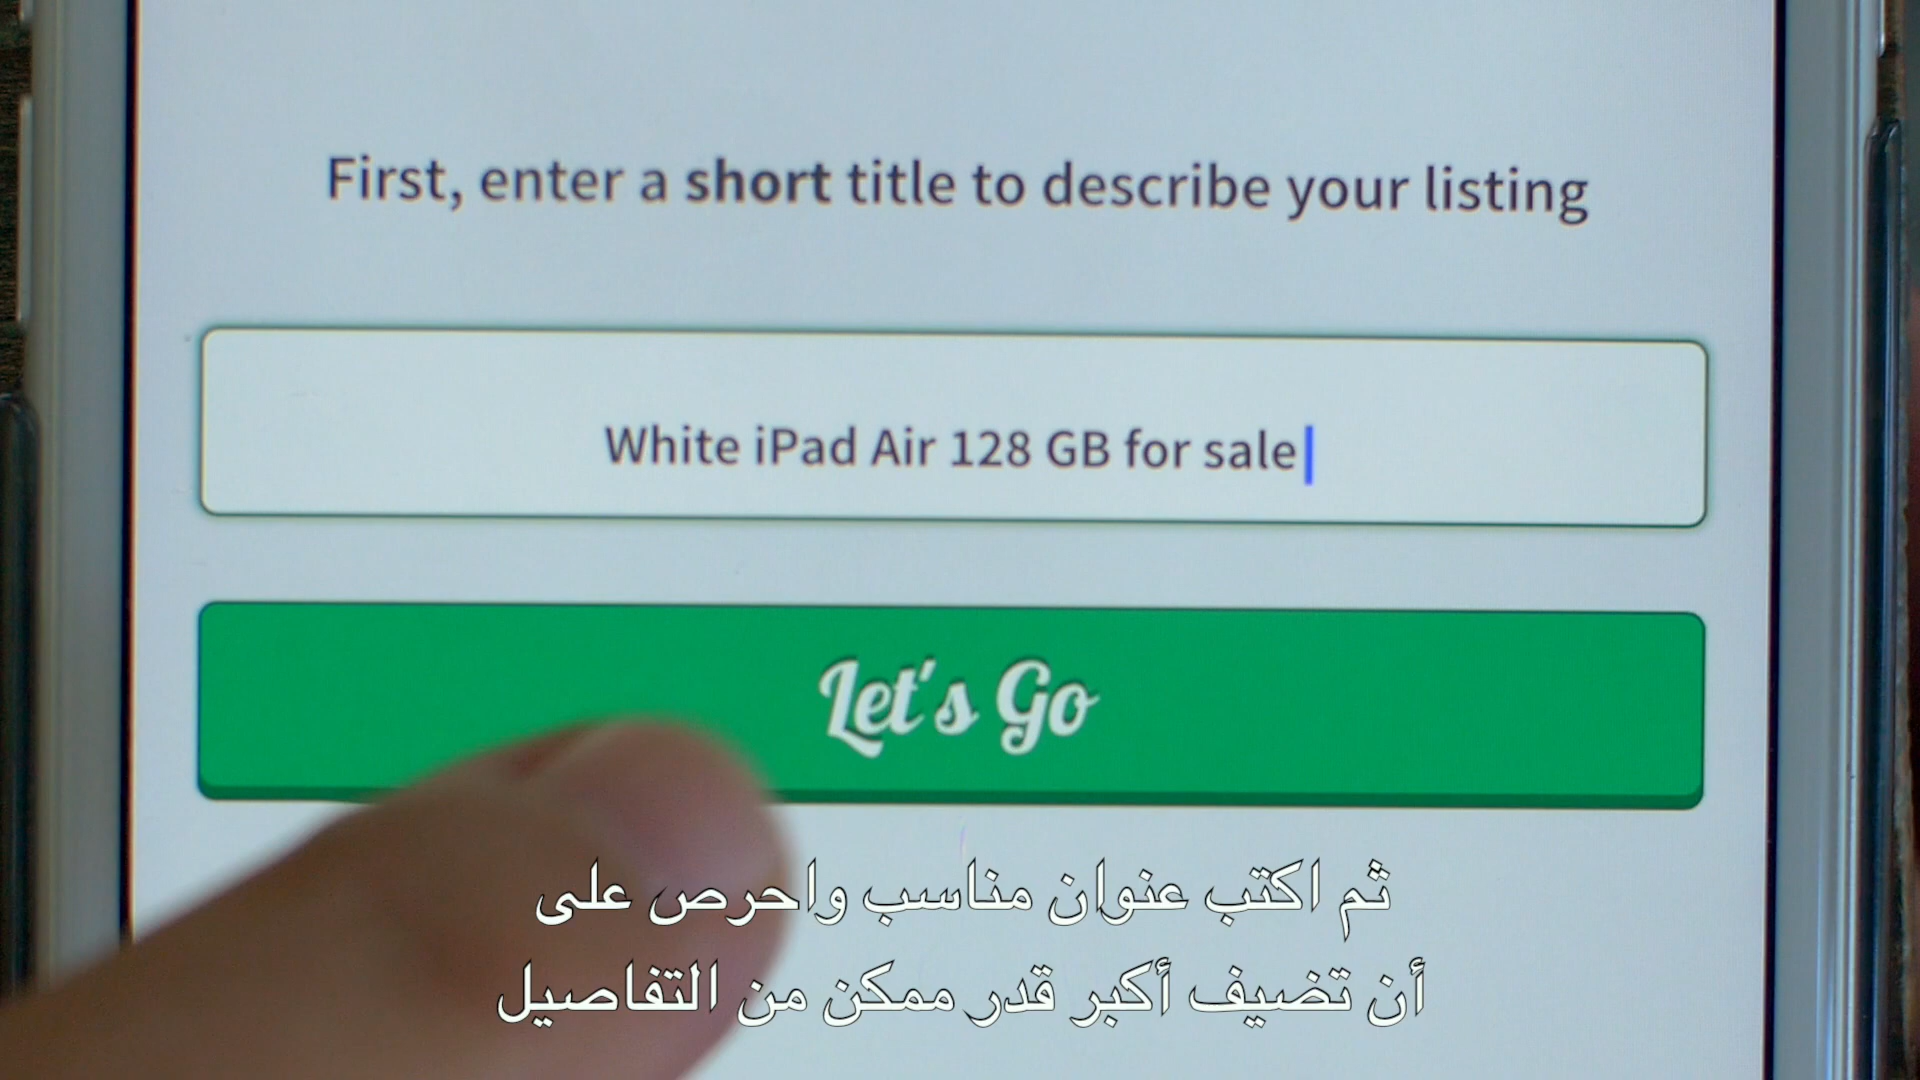 First, enter a short title to describe your listing
White iPad Air 128 GB for sale
Let's Go
ثم اكتب عنوان مناسب واحرص على
أن تضيف أكبر قدر ممكن من التفاصيل